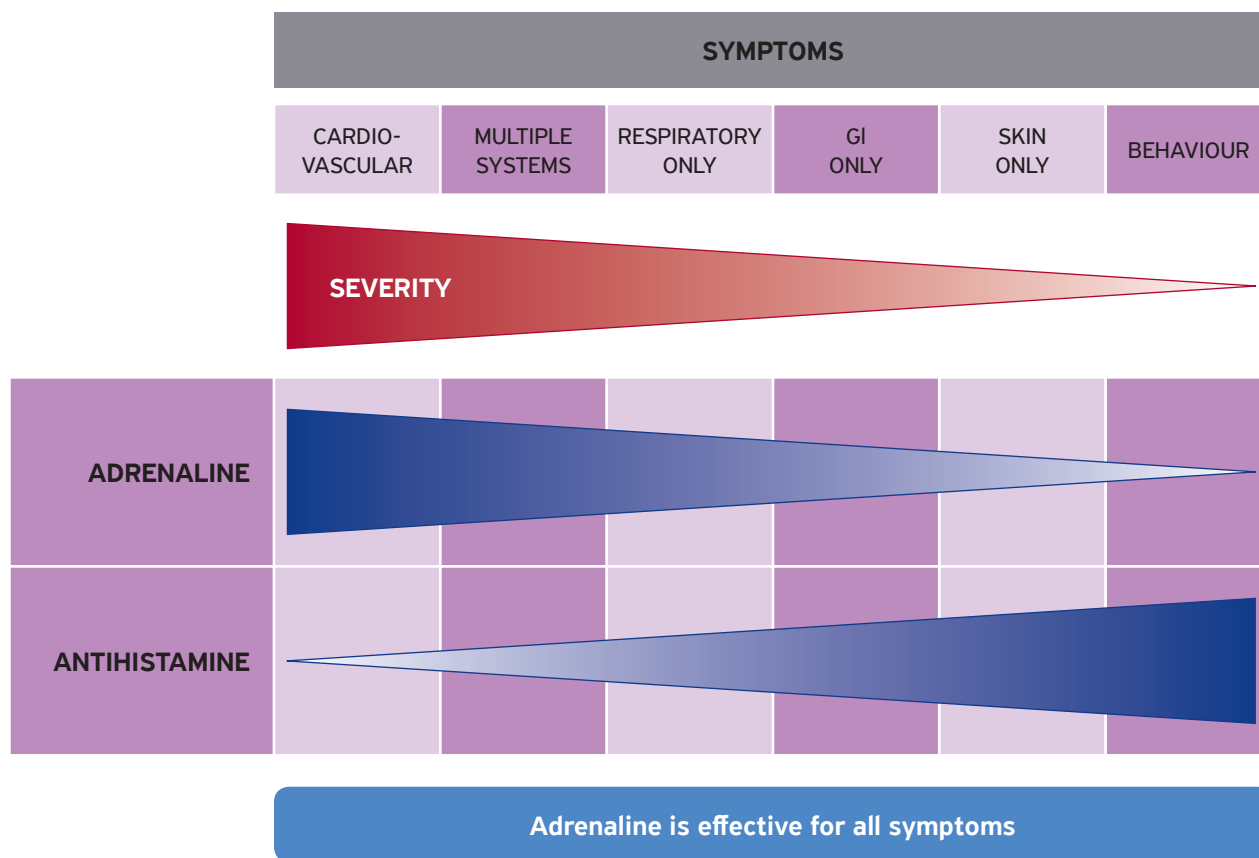 SYMPTOMS
CARDIO-
VASCULAR
MULTIPLE
SYSTEMS
RESPIRATORY
ONLY
GI
ONLY
SKIN
ONLY
BEHAVIOUR
SEVERITY
ADRENALINE
ANTIHISTAMINE
Adrenaline is effective for all symptoms